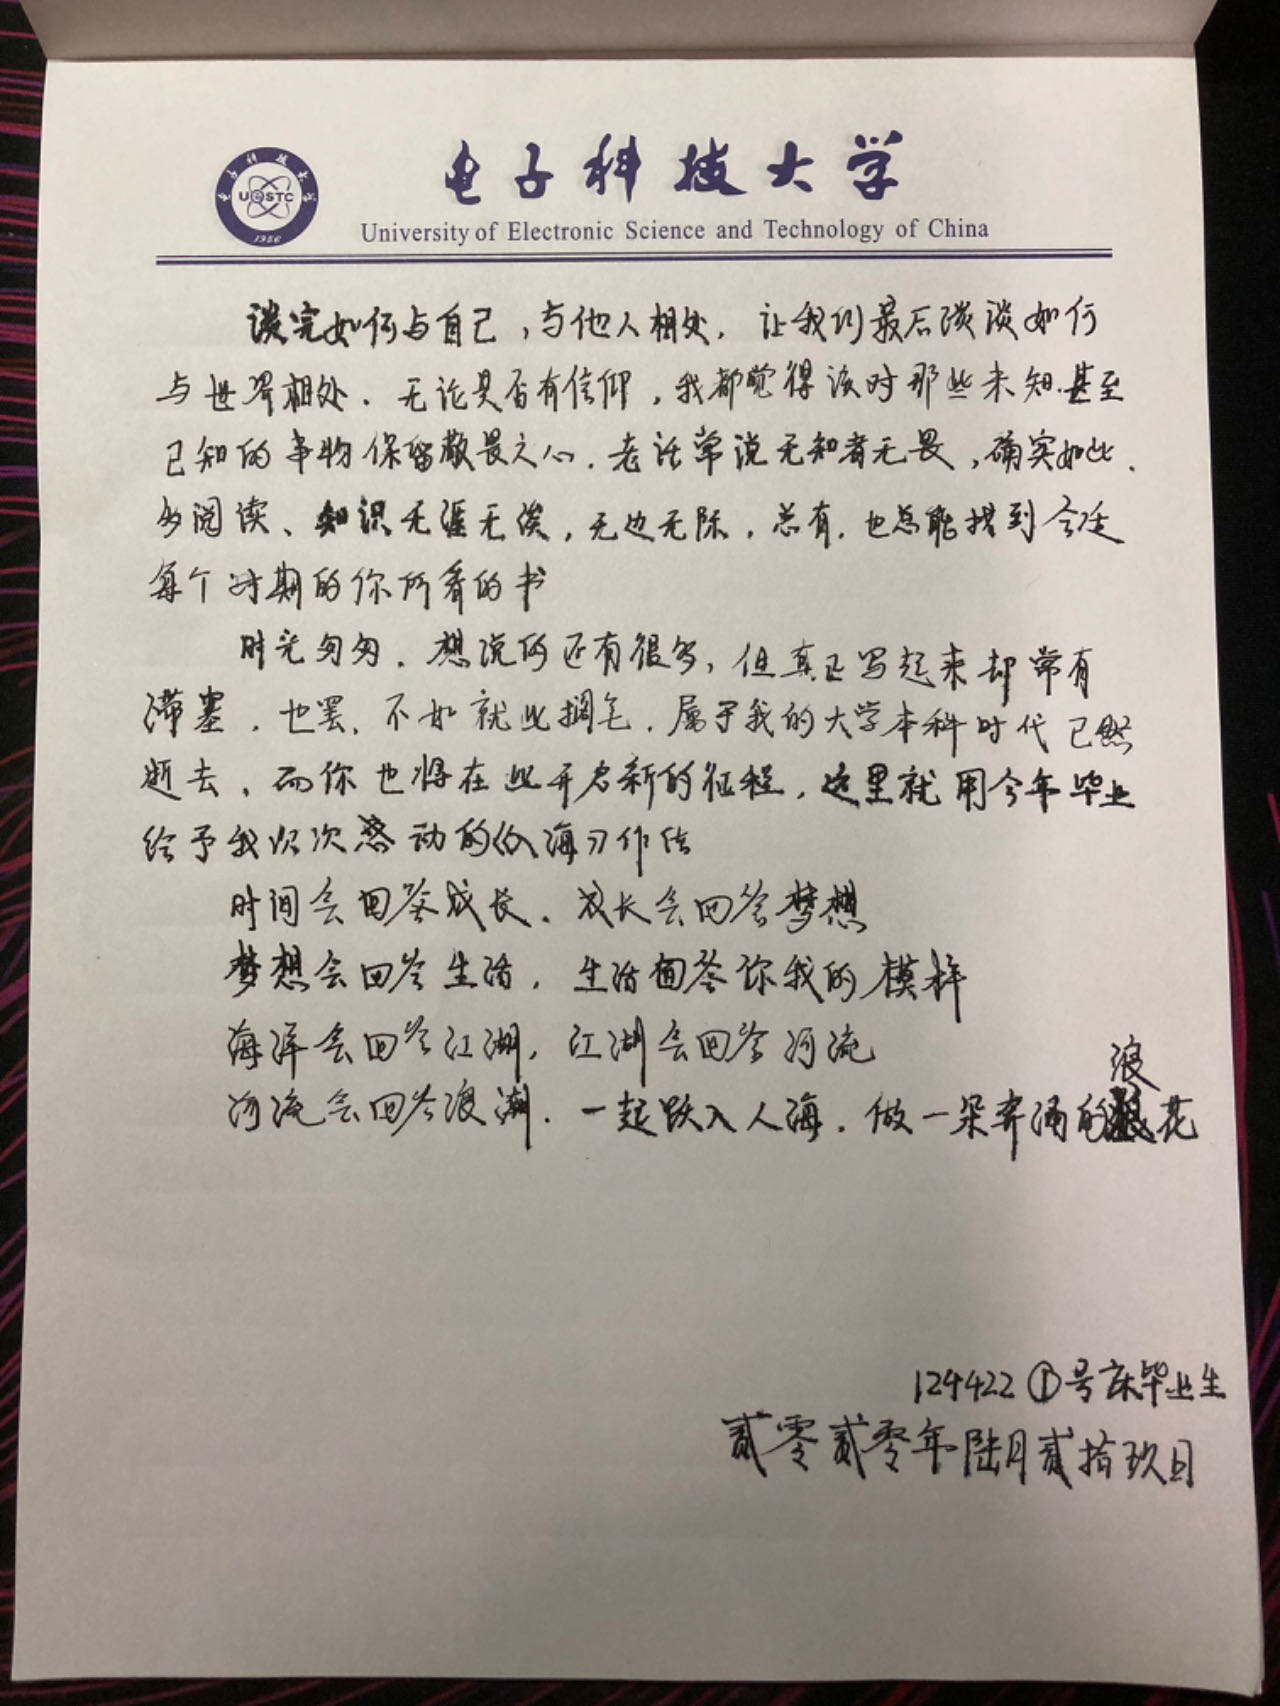 电子科技大学
University of Electronic Science and Technology of China
UESTC
1956
谈完如何与自己,与他人相处,让我们最后谈谈如何
与世界相处.无论是否有信仰,我都觉得该对那些未知.甚至
已知的事物保留敬畏之心.老话常说无知者无畏,确实如此.
多阅读、知识无涯无涘,无边无际,总有.也总能找到合适
每个时期的你所看的书
时光匆匆.想说的还有很多,但真正写起来却常有
滞塞.也罢、不如就此搁笔.属于我的大学本科时代已然
逝去,而你也将在此开启新的征程,这里就用今年毕业
给予我以次感动的《入海》作结
时间会回答成长、成长会回答梦想
梦想会回答生活,生活回答你我的模样
海洋会回答江湖,江湖会回答河流
河流会回答浪潮.一起跃入人海.做一朵奔涌的浪花
124422①号床毕业生
贰零贰零年陆月贰拾玖日